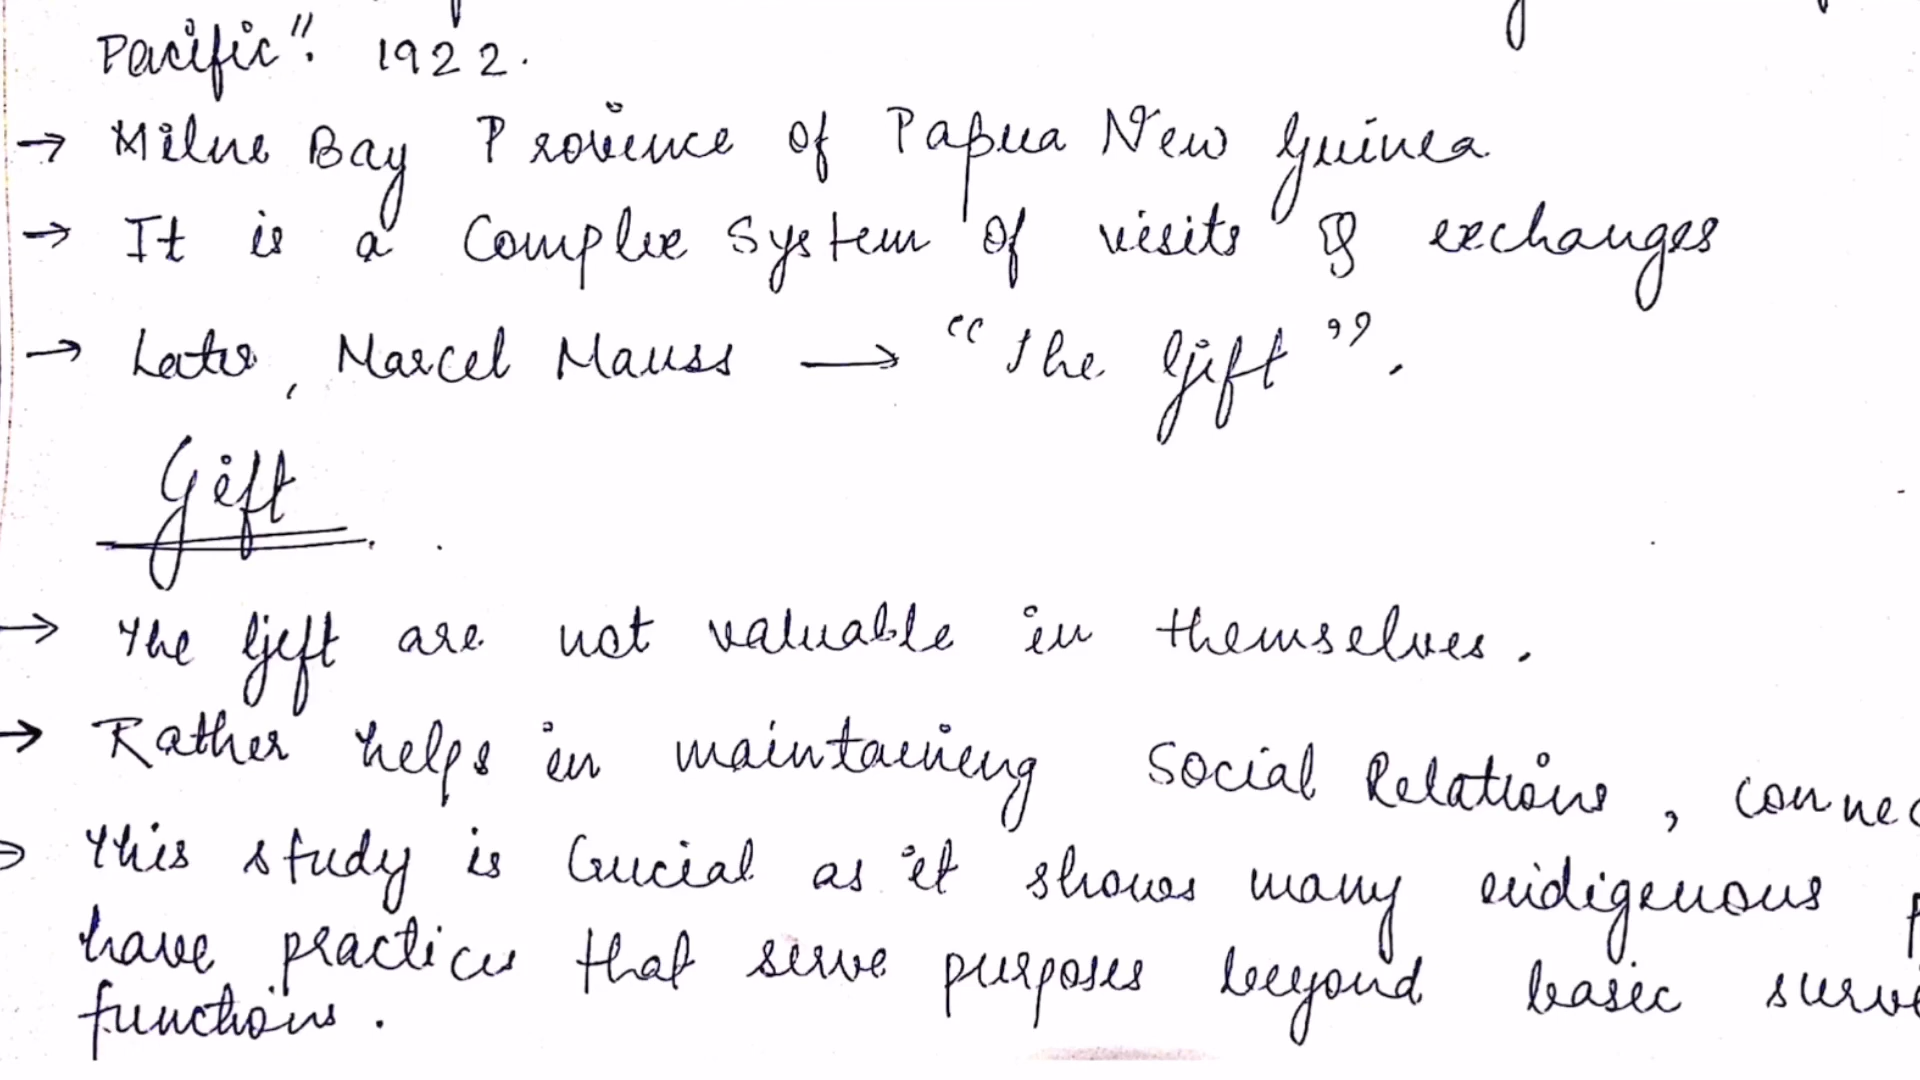 Pacific". 1922.
→ Milne Bay Province of Papua New Guinea
→ It is a Complex System of visits & exchanges
→ Later, Marcel Mauss → "The Gift".
Gift
→ The Gift are not valuable in themselves.
→ Rather helps in maintaining Social Relations, connec
→ This study is Crucial as it shows many indigenous
have practices that serve purposes beyond basic survi
functions.